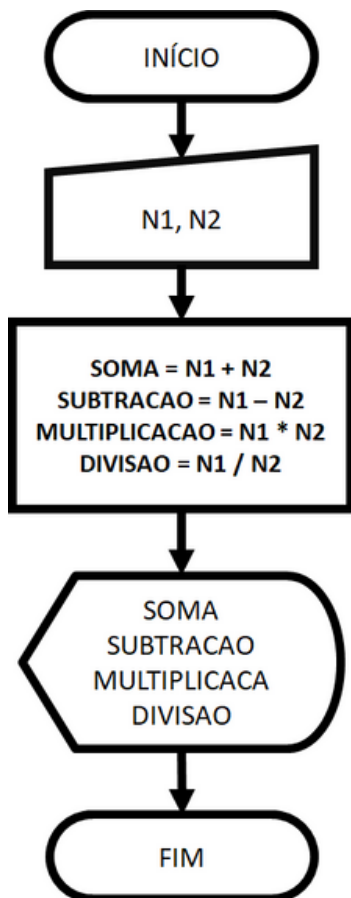 INÍCIO
N1, N2
SOMA = N1 + N2
SUBTRACAO = N1 – N2
MULTIPLICACAO = N1 * N2
DIVISAO = N1 / N2
SOMA
SUBTRACAO
MULTIPLICACA
DIVISAO
FIM